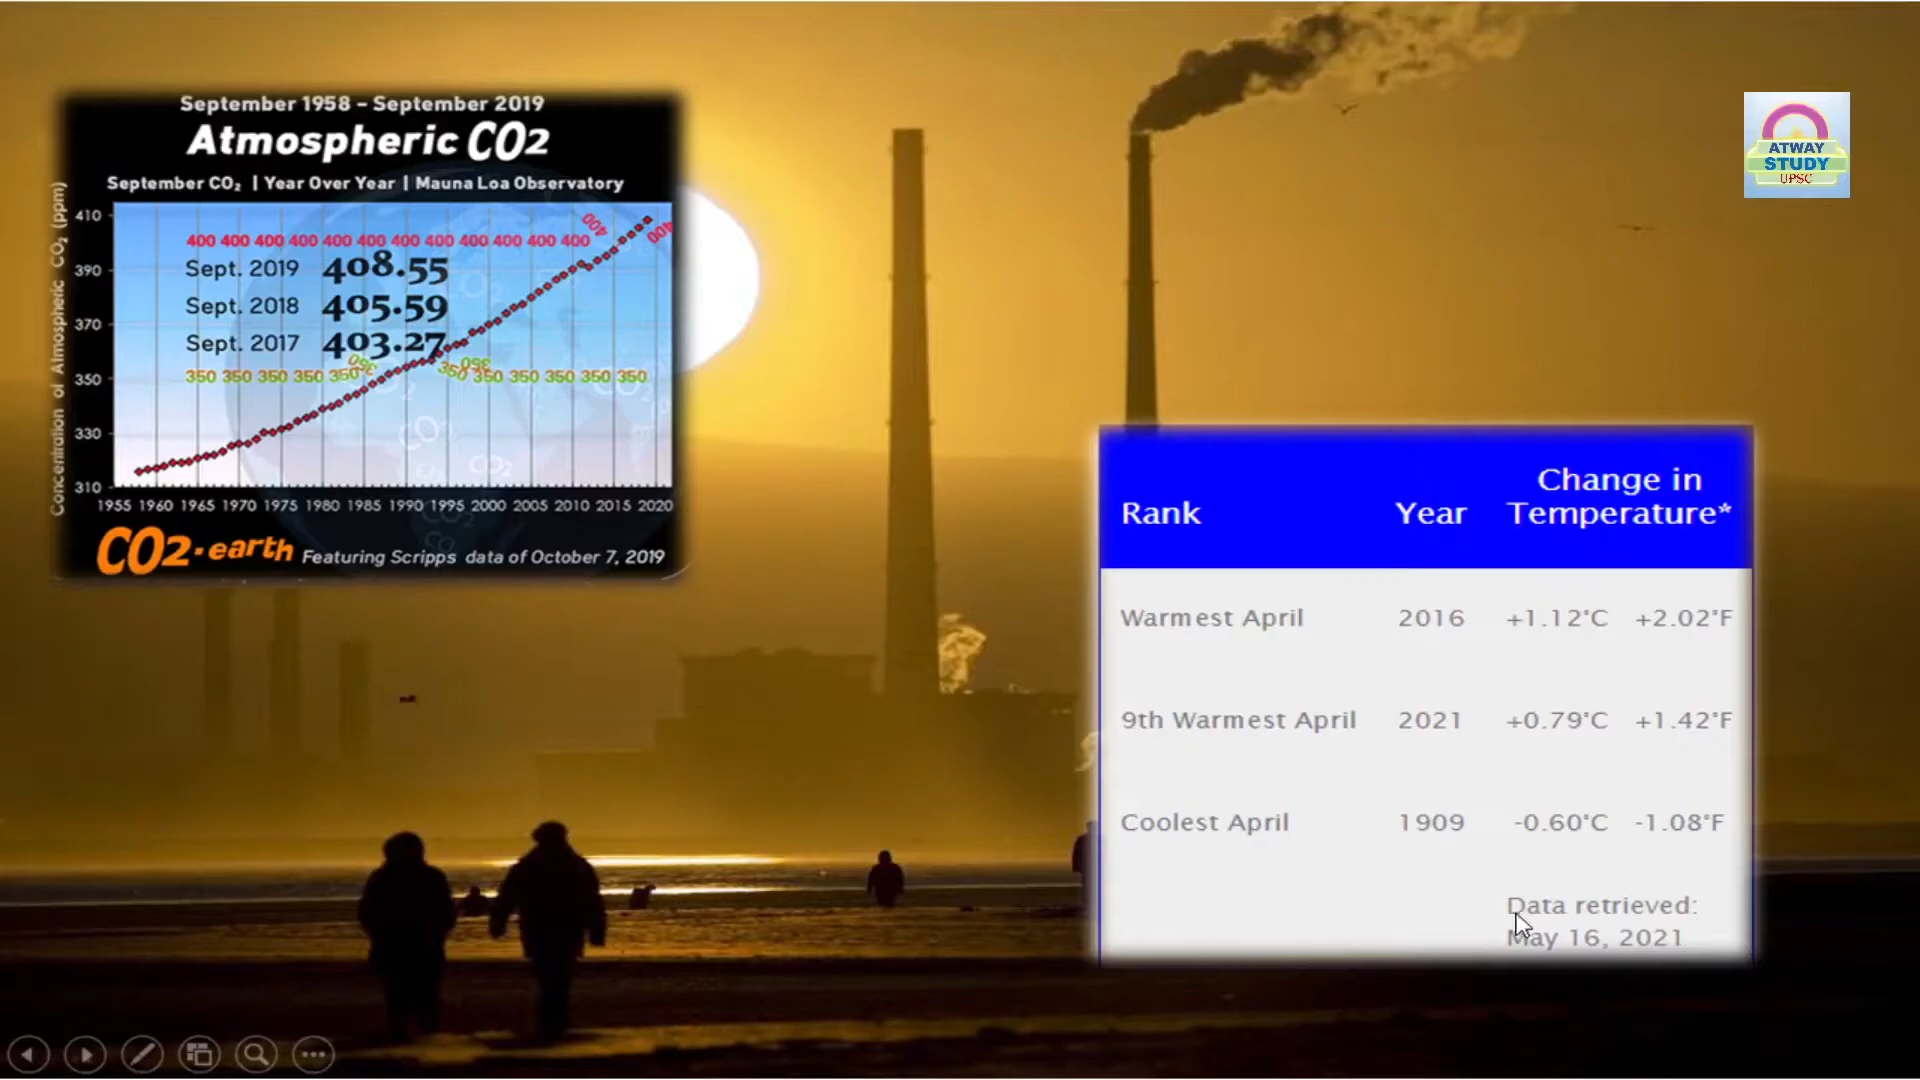 September 1958 – September 2019
Atmospheric CO2
September CO₂ | Year Over Year | Mauna Loa Observatory
Concentration of Atmospheric CO₂ (ppm)
410
390
370
350
330
310
400 400 400 400 400 400 400 400 400 400 400 400 400 400
Sept. 2019 408.55
Sept. 2018 405.59
Sept. 2017 403.27
350 350 350 350 350 350 350 350 350 350 350 350 350
1955 1960 1965 1970 1975 1980 1985 1990 1995 2000 2005 2010 2015 2020
CO2·earth Featuring Scripps data of October 7, 2019
ATWAY
STUDY
UPSC
Rank Year Change in Temperature*
Warmest April 2016 +1.12°C +2.02°F
9th Warmest April 2021 +0.79°C +1.42°F
Coolest April 1909 -0.60°C -1.08°F
Data retrieved:
May 16, 2021